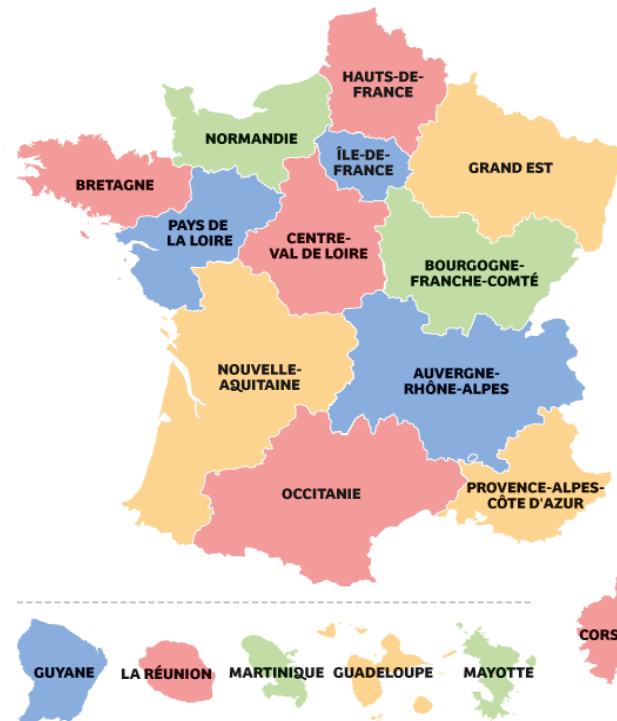 HAUTS-DE-
FRANCE
NORMANDIE
ÎLE-DE-
FRANCE
GRAND EST
BRETAGNE
PAYS DE
LA LOIRE
CENTRE-
VAL DE LOIRE
BOURGOGNE-
FRANCHE-COMTÉ
NOUVELLE-
AQUITAINE
AUVERGNE-
RHÔNE-ALPES
OCCITANIE
PROVENCE-ALPES-
CÔTE D'AZUR
CORS
GUYANE
LA RÉUNION
MARTINIQUE
GUADELOUPE
MAYOTTE